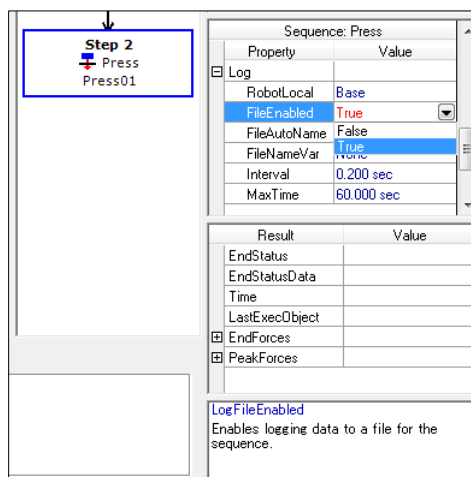 Step 2
Press
Press01
Sequence: Press
Property Value
Log
RobotLocal Base
FileEnabled True
FileAutoName False
True
FileNameVar None
Interval 0.200 sec
MaxTime 60.000 sec
Result Value
EndStatus
EndStatusData
Time
LastExecObject
EndForces
PeakForces
LogFileEnabled
Enables logging data to a file for the
sequence.